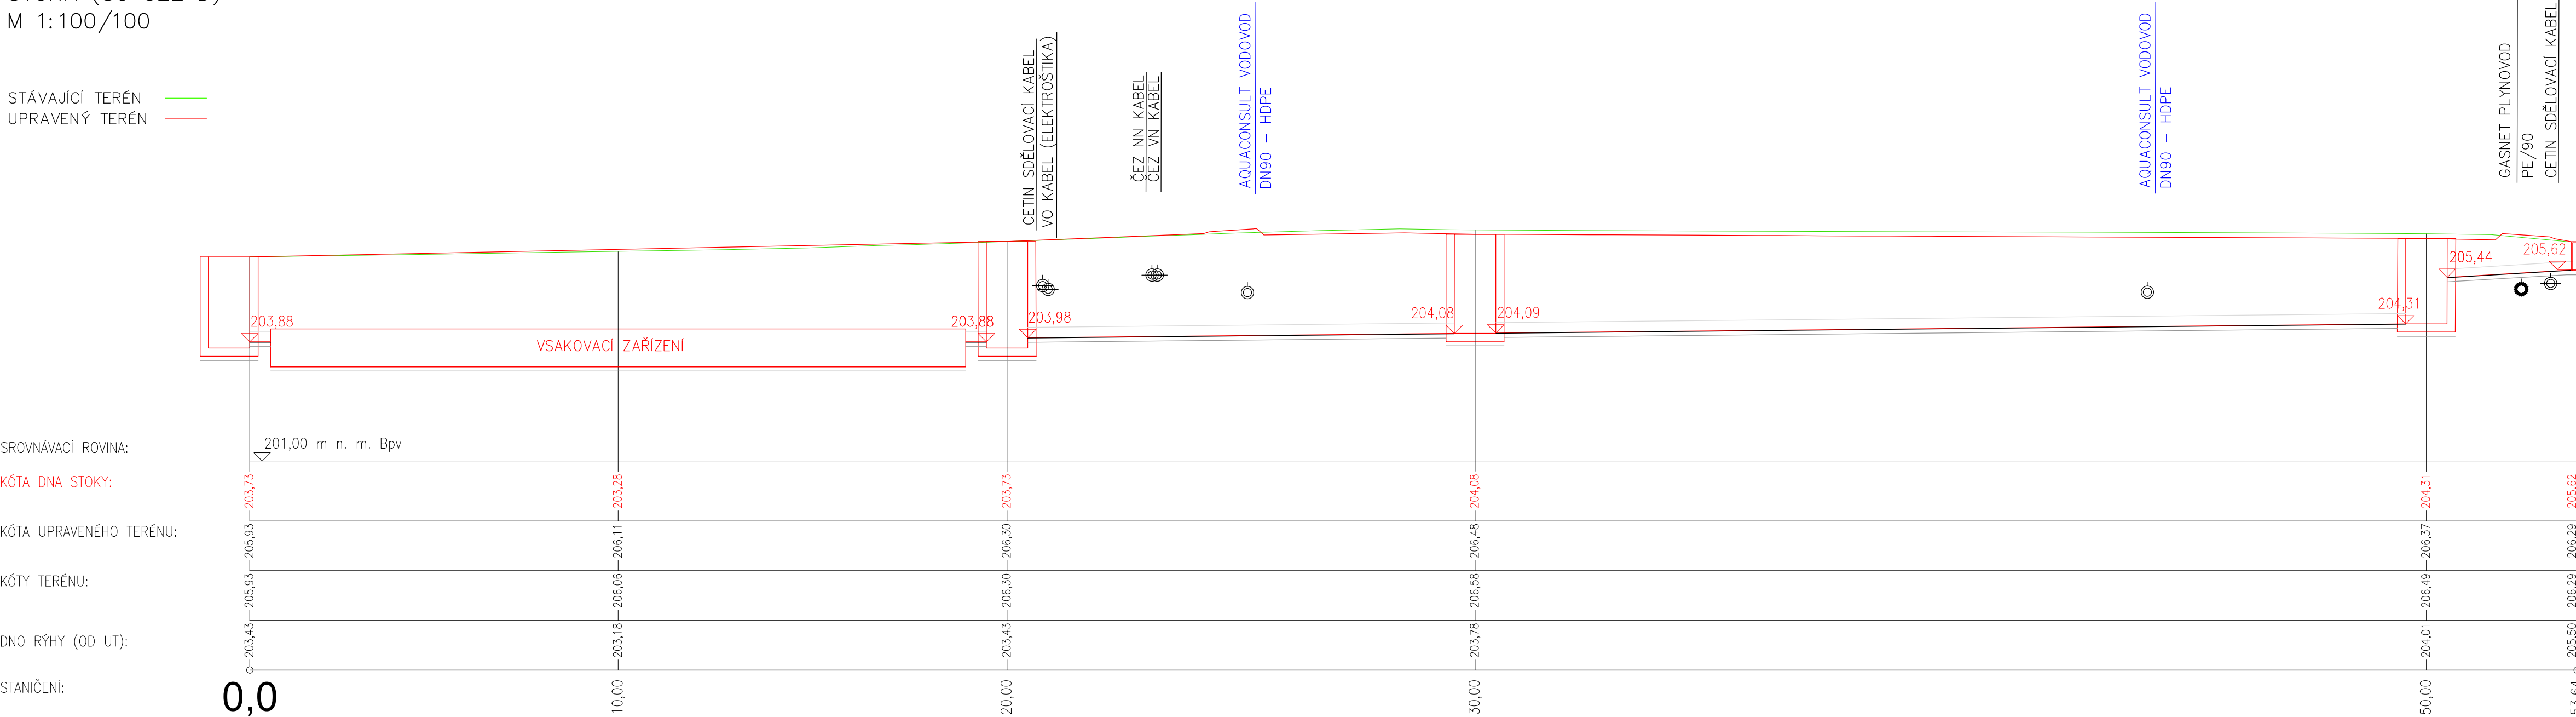 M 1:100/100
STÁVAJÍCÍ TERÉN
UPRAVENÝ TERÉN
CETIN SDĚLOVACÍ KABEL
VO KABEL (ELEKTROŠTIKA)
ČEZ NN KABEL
ČEZ VN KABEL
AQUACONSULT VODOVOD
DN90 – HDPE
AQUACONSULT VODOVOD
DN90 – HDPE
GASNET PLYNOVOD
PE/90
CETIN SDĚLOVACÍ KABEL
203,88
203,88
203,98
204,08
204,09
204,31
205,44
205,62
VSAKOVACÍ ZAŘÍZENÍ
SROVNÁVACÍ ROVINA:
201,00 m n. m. Bpv
KÓTA DNA STOKY:
203,73
203,28
203,73
204,08
204,31
205,62
KÓTA UPRAVENÉHO TERÉNU:
205,93
206,11
206,30
206,48
206,37
206,29
KÓTY TERÉNU:
205,93
206,06
206,30
206,58
206,49
206,29
DNO RÝHY (OD UT):
203,43
203,18
203,43
203,78
204,01
205,50
STANIČENÍ:
0,0
10,00
20,00
30,00
50,00
53,64